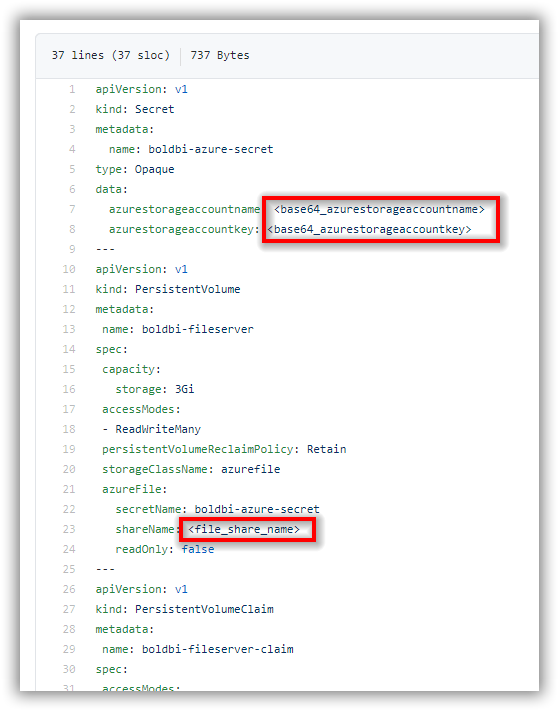 37 lines (37 sloc) 737 Bytes
1 apiVersion: v1
2 kind: Secret
3 metadata:
4 name: boldbi-azure-secret
5 type: Opaque
6 data:
7 azurestorageaccountname: <base64_azurestorageaccountname>
8 azurestorageaccountkey: <base64_azurestorageaccountkey>
9 ---
10 apiVersion: v1
11 kind: PersistentVolume
12 metadata:
13 name: boldbi-fileserver
14 spec:
15 capacity:
16 storage: 3Gi
17 accessModes:
18 - ReadWriteMany
19 persistentVolumeReclaimPolicy: Retain
20 storageClassName: azurefile
21 azureFile:
22 secretName: boldbi-azure-secret
23 shareName: <file_share_name>
24 readOnly: false
25 ---
26 apiVersion: v1
27 kind: PersistentVolumeClaim
28 metadata:
29 name: boldbi-fileserver-claim
30 spec:
31 accessModes: